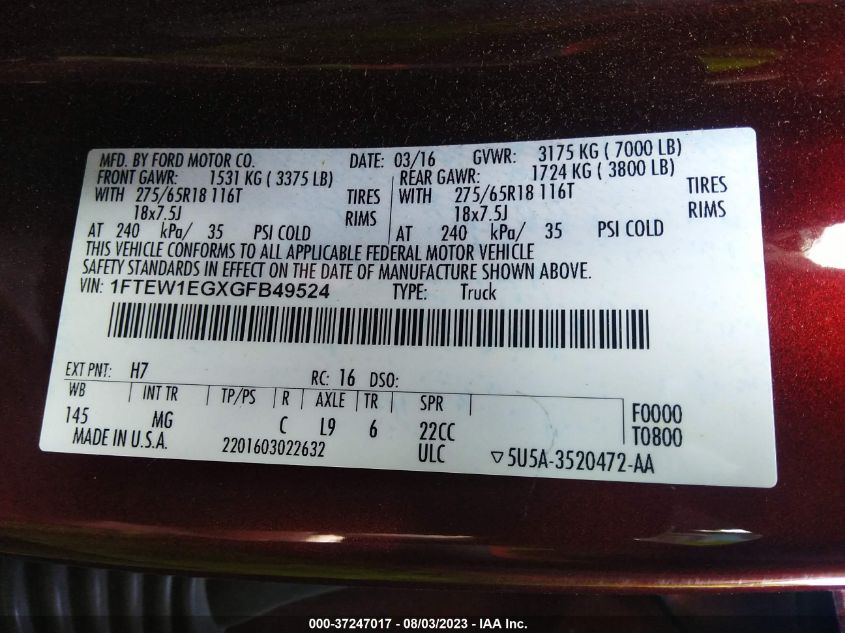 MFD. BY FORD MOTOR CO. DATE: 03/16 GVWR: 3175 KG ( 7000 LB)
FRONT GAWR: 1531 KG ( 3375 LB) REAR GAWR: 1724 KG ( 3800 LB)
WITH 275/65R18 116T TIRES WITH 275/65R18 116T TIRES
18x7.5J RIMS 18x7.5J RIMS
AT 240 kPa/ 35 PSI COLD AT 240 kPa/ 35 PSI COLD
THIS VEHICLE CONFORMS TO ALL APPLICABLE FEDERAL MOTOR VEHICLE
SAFETY STANDARDS IN EFFECT ON THE DATE OF MANUFACTURE SHOWN ABOVE.
VIN: 1FTEW1EGXGFB49524 TYPE: Truck
EXT PNT: H7 RC: 16 DSO:
WB INT TR TP/PS R AXLE TR SPR
145 MG C L9 6 22CC F0000
MADE IN U.S.A. 2201603022632 ULC T0800
▽5U5A-3520472-AA
000-37247017 - 08/03/2023 - IAA Inc.